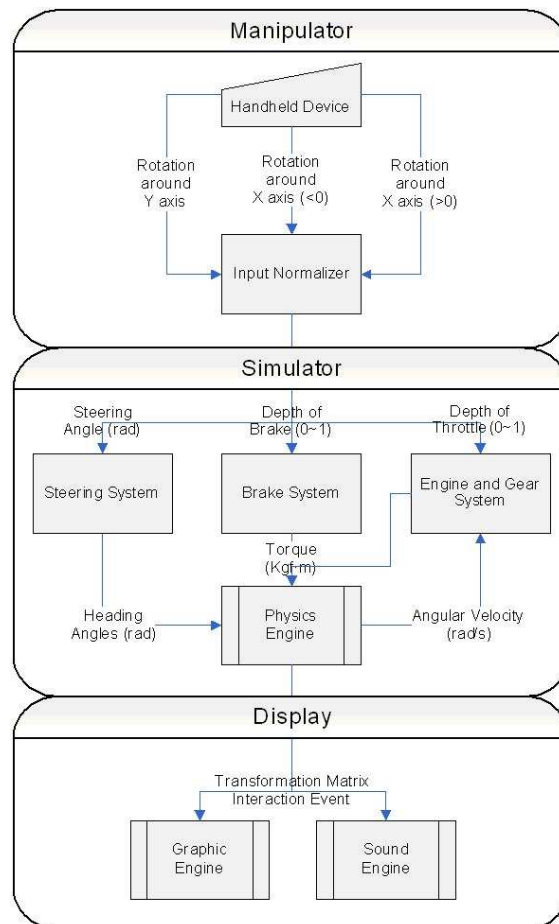 Manipulator
Handheld Device
Rotation
around
Y axis
Rotation
around
X axis (<0)
Rotation
around
X axis (>0)
Input Normalizer
Simulator
Steering
Angle (rad)
Depth of
Brake (0~1)
Depth of
Throttle (0~1)
Steering System
Brake System
Engine and Gear
System
Torque
(Kgf-m)
Heading
Angles (rad)
Physics
Engine
Angular Velocity
(rad/s)
Display
Transformation Matrix
Interaction Event
Graphic
Engine
Sound
Engine